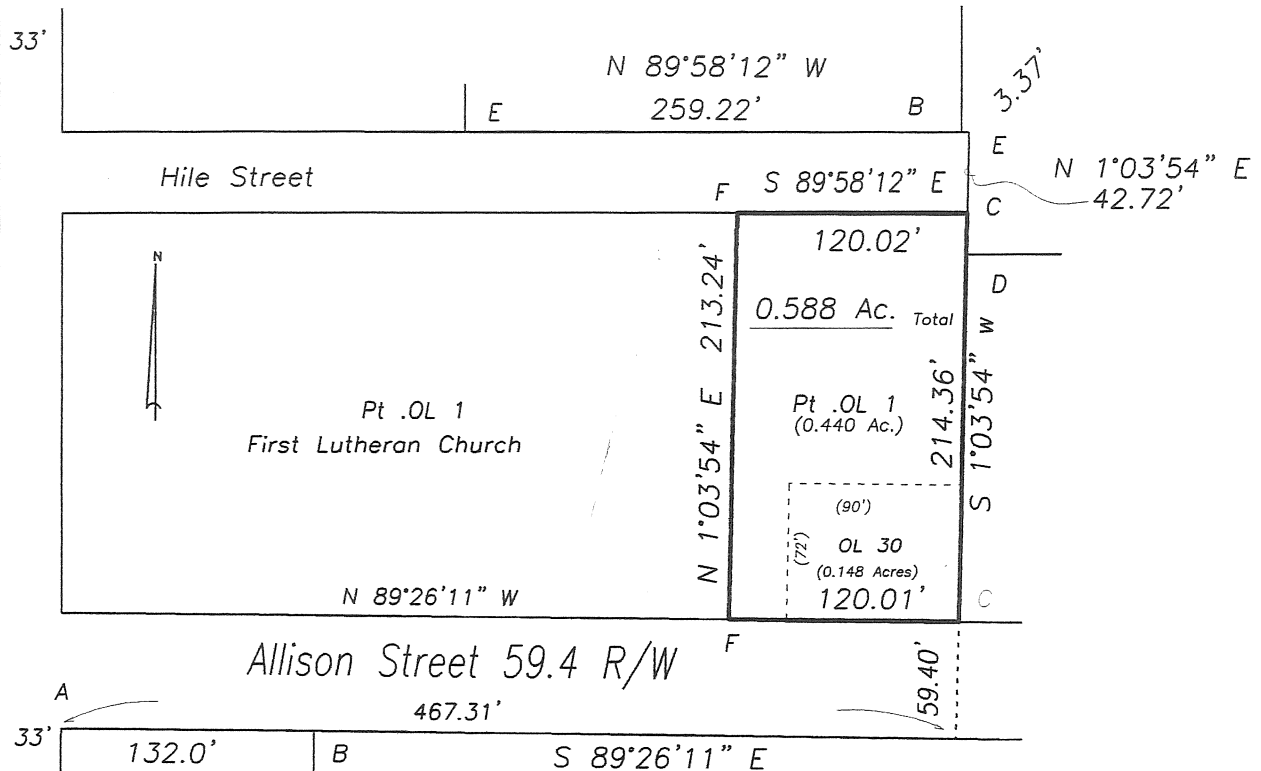 33'
N 89°58'12" W
259.22'
E
B
3.37'
E
Hile Street
F
S 89°58'12" E
C
N 1°03'54" E
42.72'
120.02'
N
D
0.588 Ac. Total
N 1°03'54" E 213.24'
214.36'
S 1°03'54" w
Pt .OL 1
(0.440 Ac.)
Pt .OL 1
First Lutheran Church
(90')
(72')
OL 30
(0.148 Acres)
120.01'
C
N 89°26'11" W
F
Allison Street 59.4 R/W
59.40'
A
467.31'
33'
132.0'
B
S 89°26'11" E